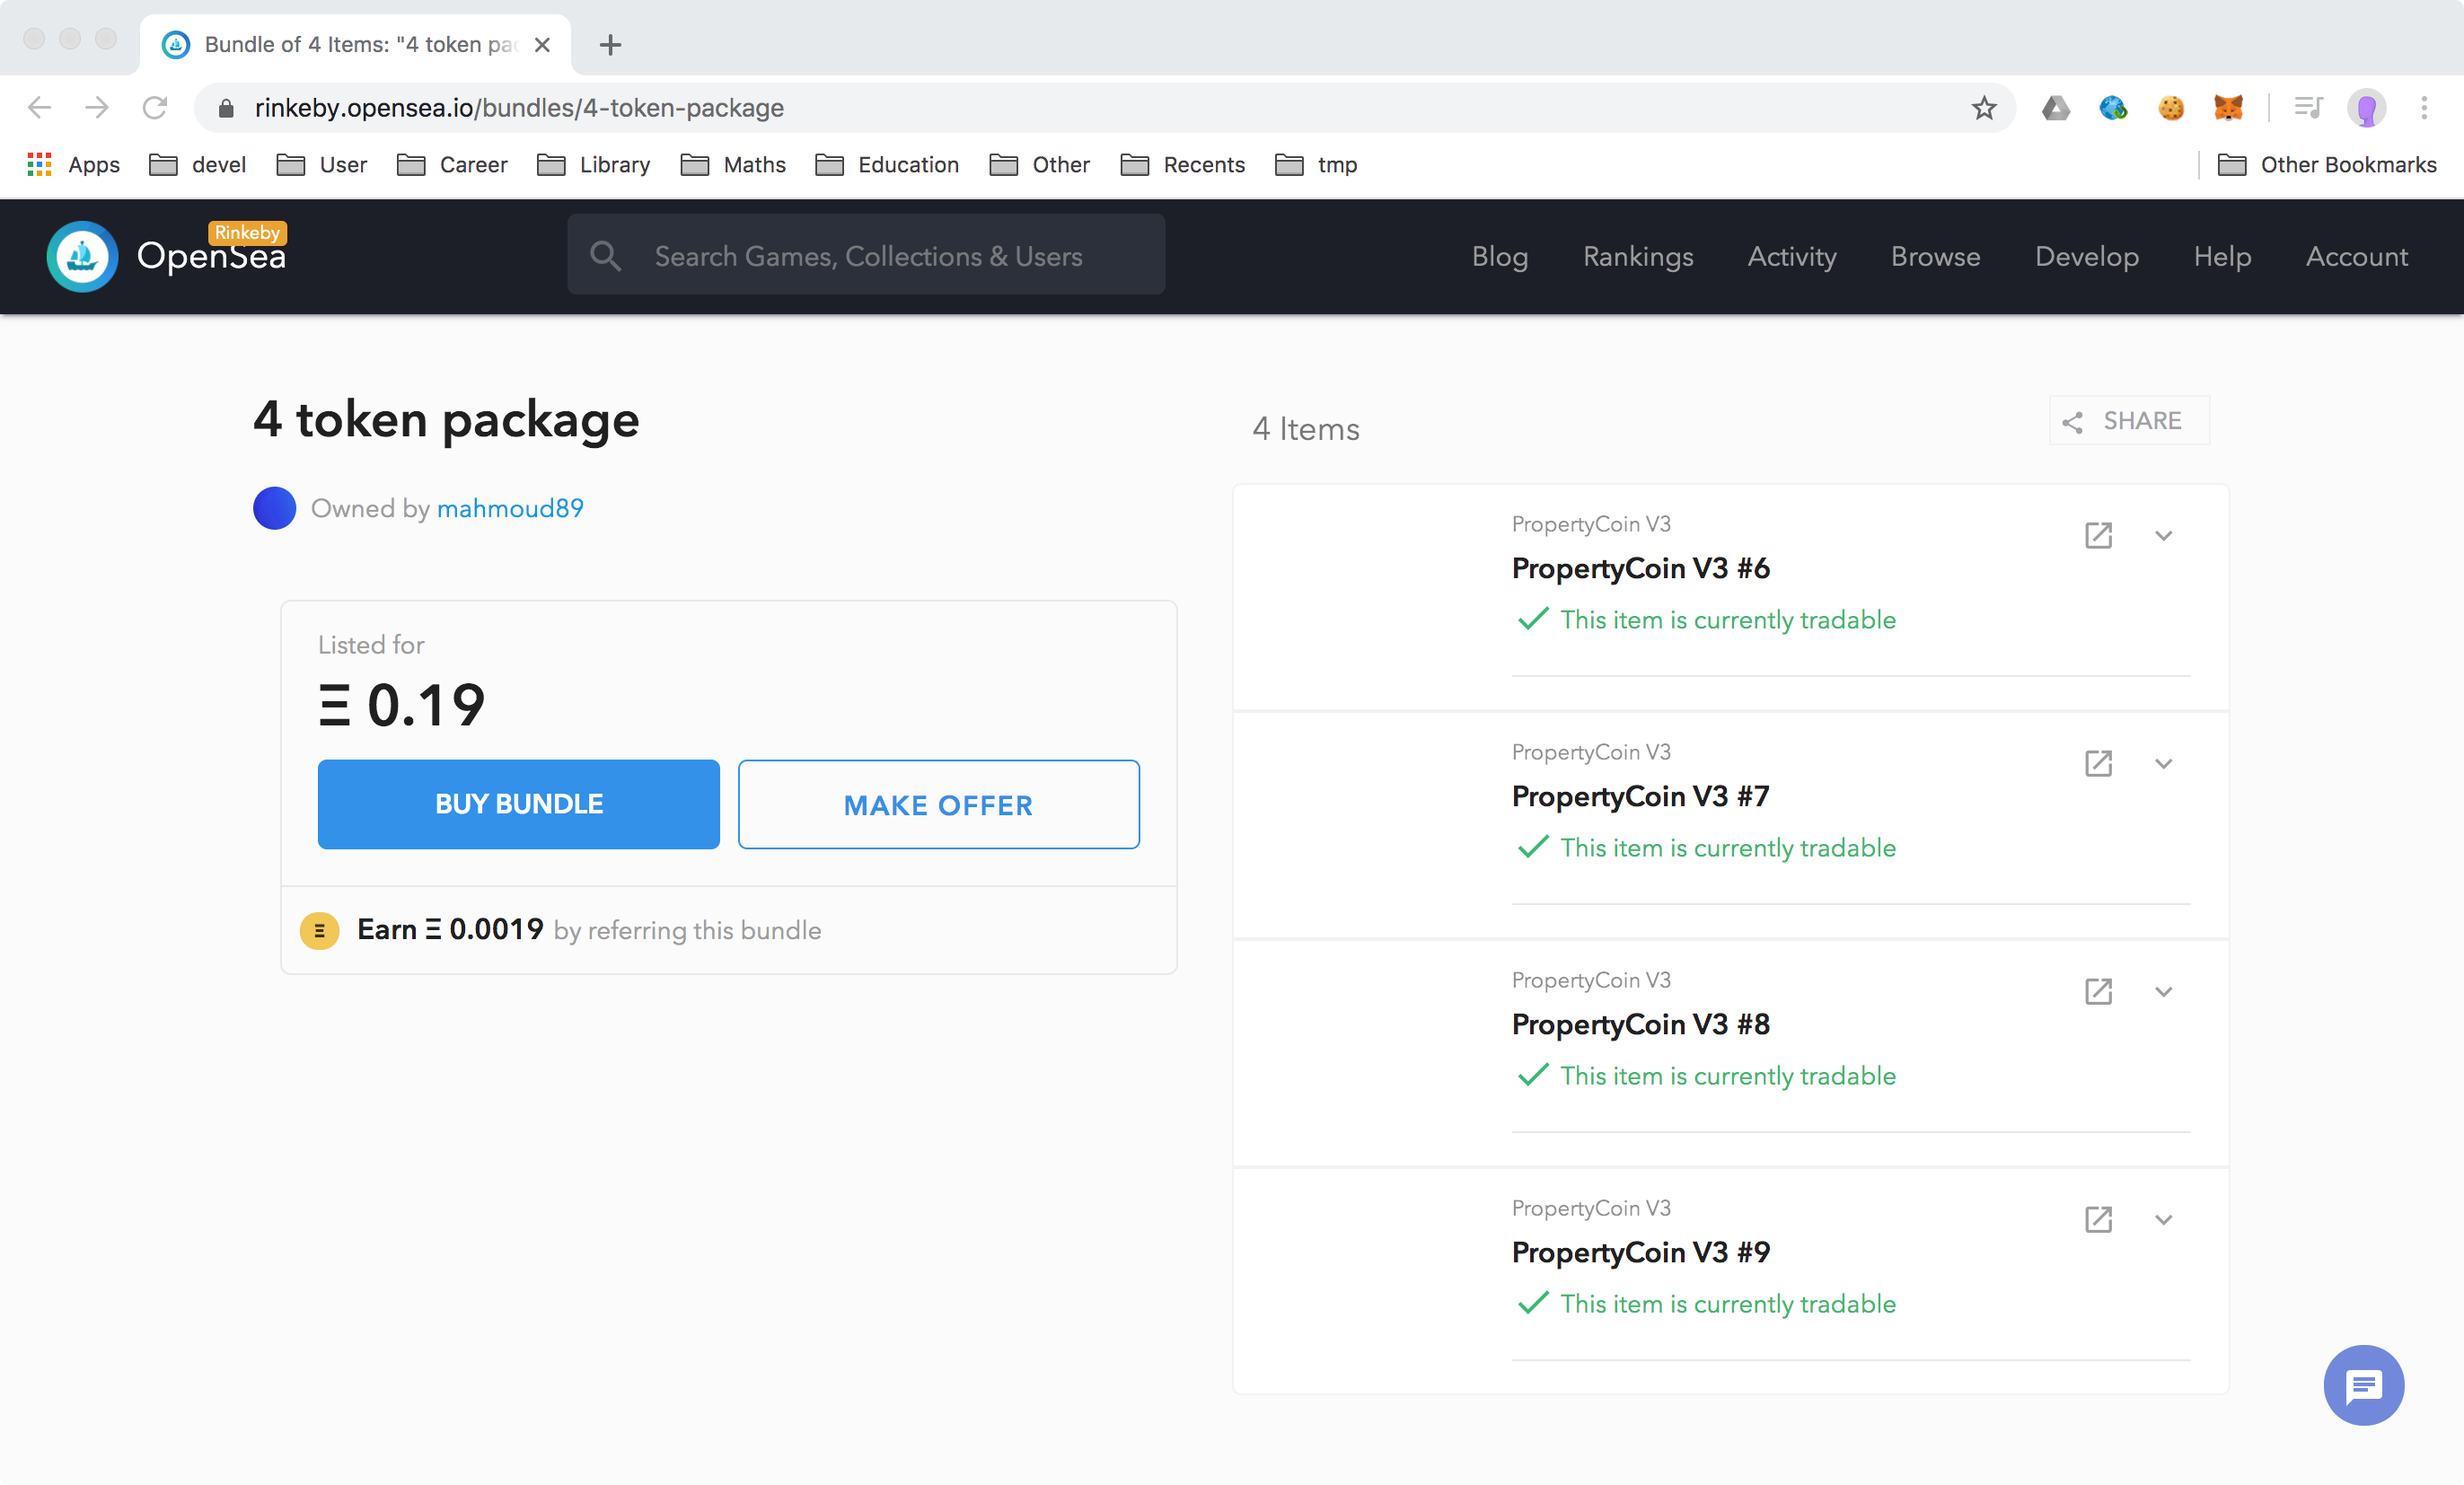 Bundle of 4 Items: "4 token pa
rinkeby.opensea.io/bundles/4-token-package
Apps devel User Career Library Maths Education Other Recents tmp Other Bookmarks
Rinkeby
OpenSea
Search Games, Collections & Users
Blog Rankings Activity Browse Develop Help Account
4 token package
Owned by mahmoud89
Listed for
Ξ 0.19
BUY BUNDLE
MAKE OFFER
Ξ Earn Ξ 0.0019 by referring this bundle
4 Items
SHARE
PropertyCoin V3
PropertyCoin V3 #6
This item is currently tradable
PropertyCoin V3
PropertyCoin V3 #7
This item is currently tradable
PropertyCoin V3
PropertyCoin V3 #8
This item is currently tradable
PropertyCoin V3
PropertyCoin V3 #9
This item is currently tradable